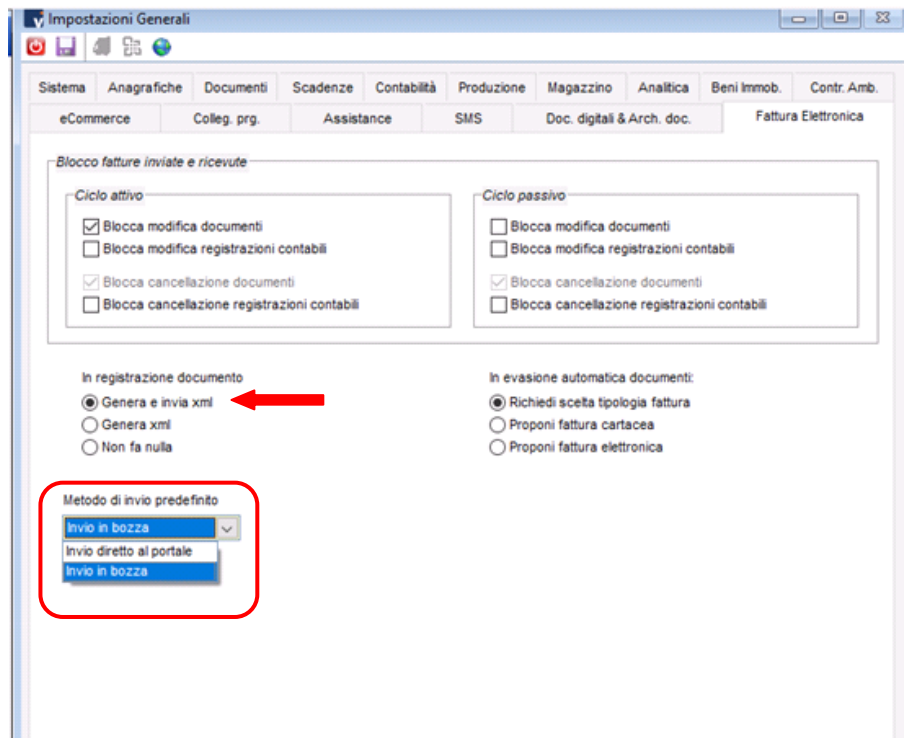 Impostazioni Generali
Sistema Anagrafiche Documenti Scadenze Contabilità Produzione Magazzino Analitica Beni Immob. Contr. Amb.
eCommerce Colleg. prg. Assistance SMS Doc. digitali & Arch. doc. Fattura Elettronica
Blocco fatture inviate e ricevute
Ciclo attivo
Blocca modifica documenti
Blocca modifica registrazioni contabili
Blocca cancellazione documenti
Blocca cancellazione registrazioni contabili
Ciclo passivo
Blocca modifica documenti
Blocca modifica registrazioni contabili
Blocca cancellazione documenti
Blocca cancellazione registrazioni contabili
In registrazione documento
Genera e invia xml
Genera xml
Non fa nulla
In evasione automatica documenti:
Richiedi scelta tipologia fattura
Proponi fattura cartacea
Proponi fattura elettronica
Metodo di invio predefinito
Invio in bozza
Invio diretto al portale
Invio in bozza